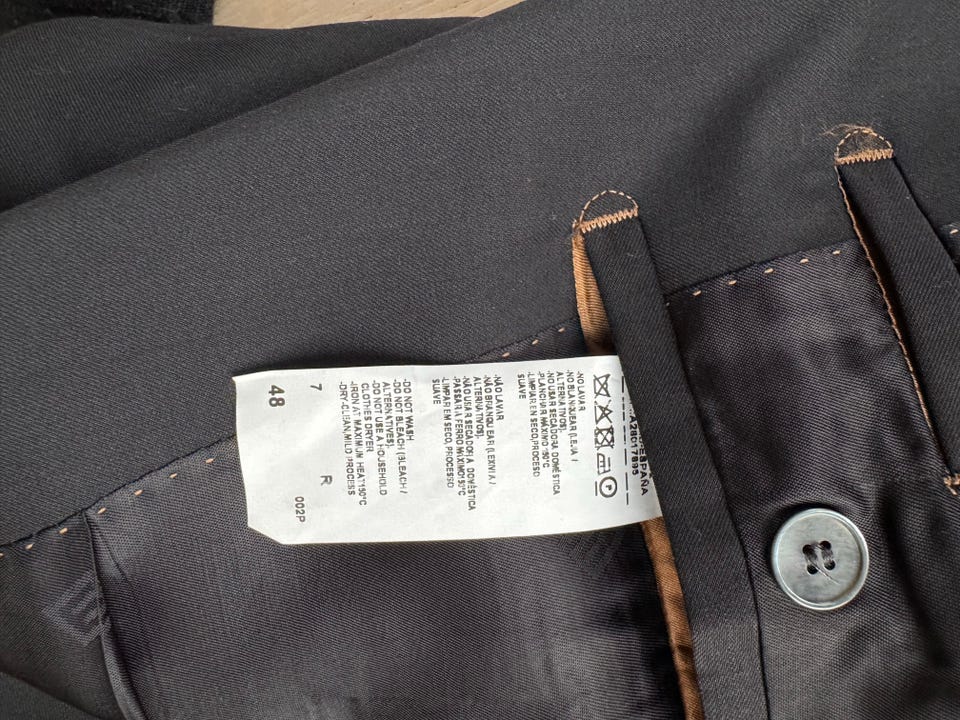 ESPAÑA
-NO LAVAR
-NO BLANQUEAR (LEJIA /
ALTERNATIVOS).
-NO USAR SECADORA DOMÉSTICA
-PLANCHAR MÁXIMO 150°C
-LIMPIAR EN SECO, PROCESO
SUAVE
-NÃO LAVAR
-NÃO BRANQUEAR (LEXIVIA /
ALTERNATIVOS).
-NÃO USAR SECADORA DOMÉSTICA
-PASSAR A FERRO MÁXIMO 150°C
-LIMPAR EM SECO, PROCESSO
SUAVE
-DO NOT WASH
-DO NOT BLEACH (BLEACH /
ALTERNATIVES).
-DO NOT USE A HOUSEHOLD
CLOTHES DRYER
-IRON AT MAXIMUM HEAT 150°C
-DRY-CLEAN, MILD PROCESS
7 R 002P
48